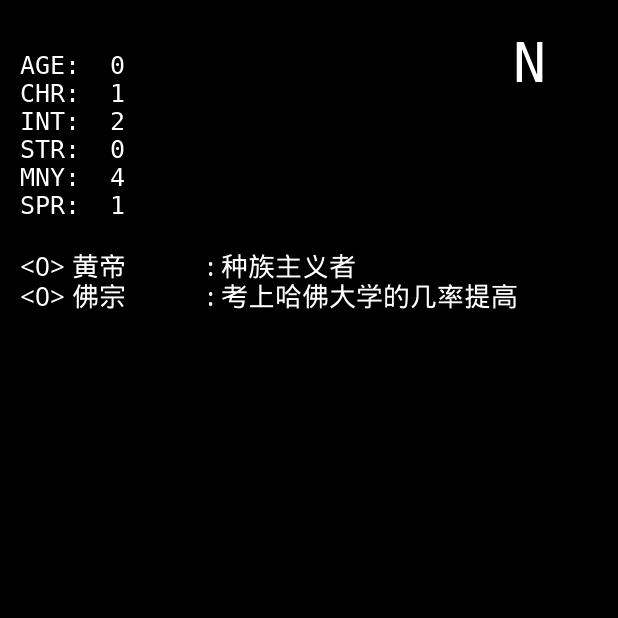 N
AGE: 0
CHR: 1
INT: 2
STR: 0
MNY: 4
SPR: 1
<O> 黄帝 : 种族主义者
<O> 佛宗 : 考上哈佛大学的几率提高